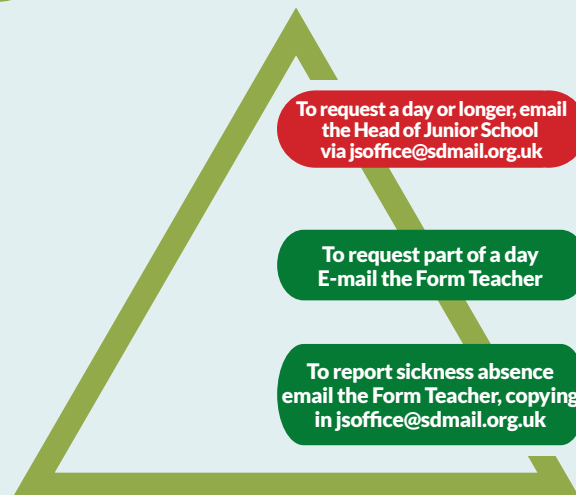 To request a day or longer, email
the Head of Junior School
via jsoffice@sdmail.org.uk
To request part of a day
E-mail the Form Teacher
To report sickness absence
email the Form Teacher, copying
in jsoffice@sdmail.org.uk